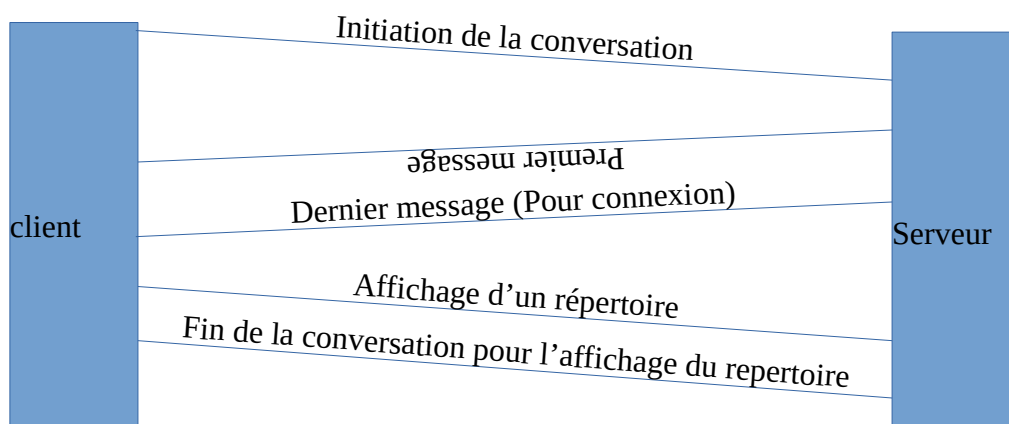 Initiation de la conversation
Premier message
Dernier message (Pour connexion)
client
Serveur
Affichage d’un répertoire
Fin de la conversation pour l’affichage du repertoire